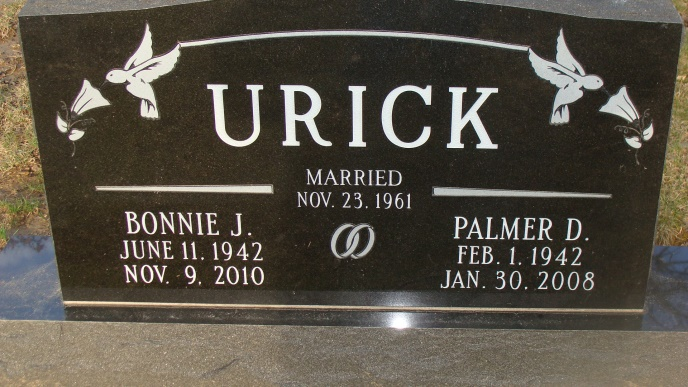 URICK
MARRIED
NOV. 23. 1961
BONNIE J.
JUNE 11. 1942
NOV. 9. 2010
PALMER D.
FEB. 1. 1942
JAN. 30. 2008